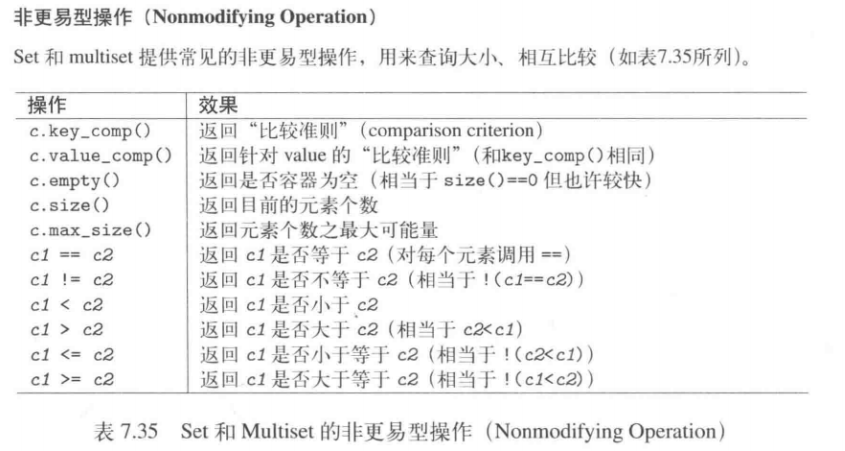 非更易型操作（Nonmodifying Operation）
Set 和 multiset 提供常见的非更易型操作，用来查询大小、相互比较（如表7.35所列）。
操作 效果
c.key_comp() 返回“比较准则”（comparison criterion）
c.value_comp() 返回针对 value 的“比较准则”（和key_comp()相同）
c.empty() 返回是否容器为空（相当于 size()==0 但也许较快）
c.size() 返回目前的元素个数
c.max_size() 返回元素个数之最大可能量
c1 == c2 返回 c1 是否等于 c2（对每个元素调用 ==）
c1 != c2 返回 c1 是否不等于 c2（相当于 !(c1==c2)）
c1 < c2 返回 c1 是否小于 c2
c1 > c2 返回 c1 是否大于 c2（相当于 c2<c1）
c1 <= c2 返回 c1 是否小于等于 c2（相当于 !(c2<c1)）
c1 >= c2 返回 c1 是否大于等于 c2（相当于 !(c1<c2)）
表 7.35 Set 和 Multiset 的非更易型操作（Nonmodifying Operation）